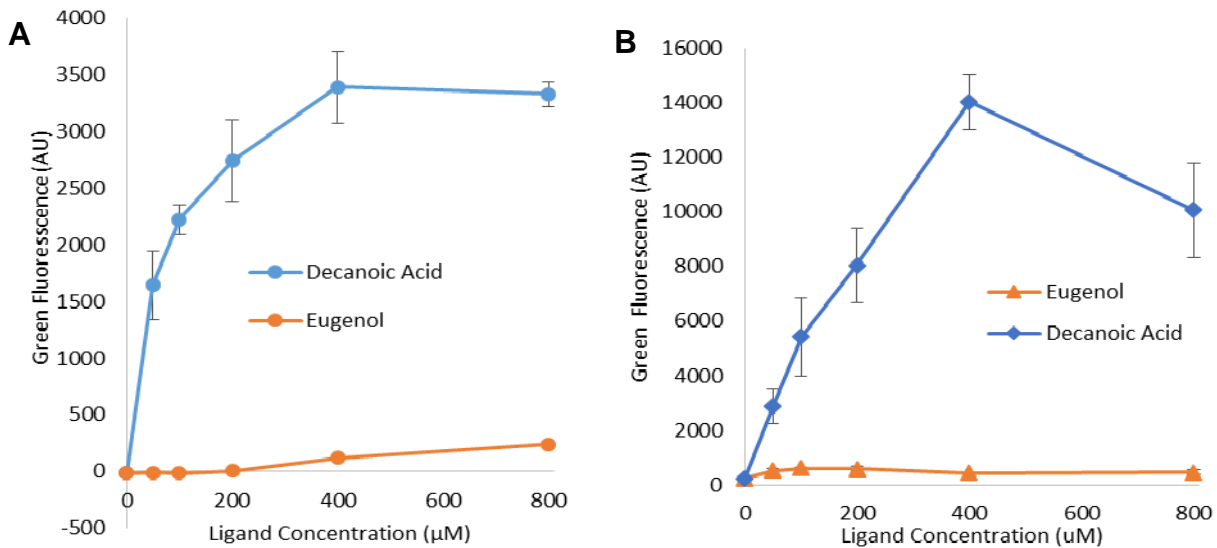 A
4000
3500
3000
2500
2000
1500
1000
500
0
-500
Green Fluorescence (AU)
Decanoic Acid
Eugenol
0 200 400 600 800
Ligand Concentration (µM)
B
16000
14000
12000
10000
8000
6000
4000
2000
0
Green Fluorescence (AU)
Eugenol
Decanoic Acid
0 200 400 600 800
Ligand Concentration (uM)